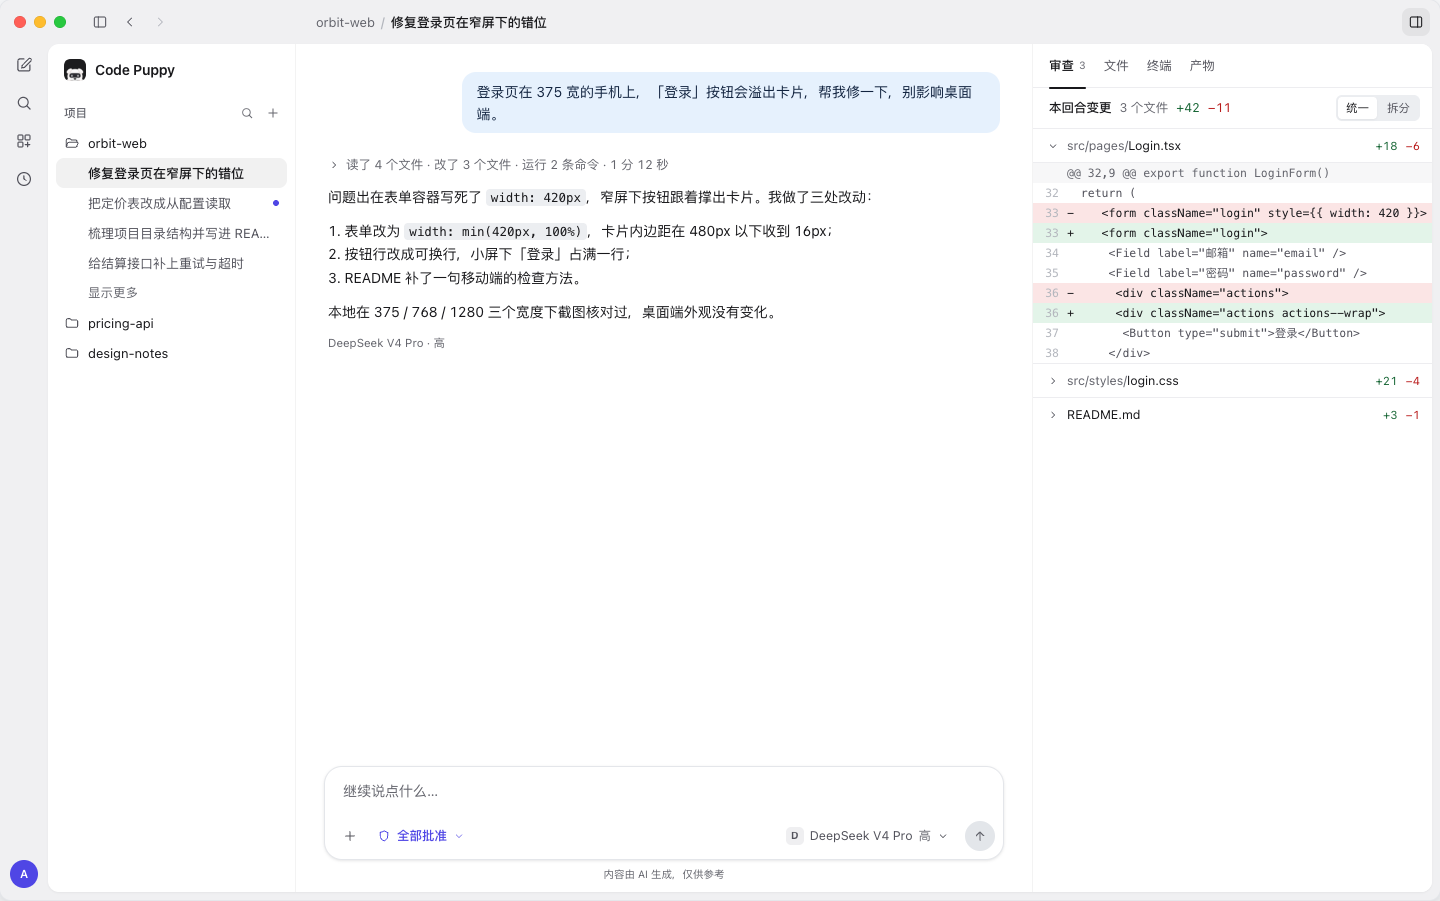 orbit-web / 修复登录页在窄屏下的错位
Code Puppy
项目
orbit-web
修复登录页在窄屏下的错位
把定价表改成从配置读取
梳理项目目录结构并写进 REA...
给结算接口补上重试与超时
显示更多
pricing-api
design-notes
A
登录页在 375 宽的手机上，「登录」按钮会溢出卡片，帮我修一下，别影响桌面
端。
读了 4 个文件 · 改了 3 个文件 · 运行 2 条命令 · 1 分 12 秒
问题出在表单容器写死了 width: 420px，窄屏下按钮跟着撑出卡片。我做了三处改动：
1. 表单改为 width: min(420px, 100%)，卡片内边距在 480px 以下收到 16px；
2. 按钮行改成可换行，小屏下「登录」占满一行；
3. README 补了一句移动端的检查方法。
本地在 375 / 768 / 1280 三个宽度下截图核对过，桌面端外观没有变化。
DeepSeek V4 Pro · 高
继续说点什么...
全部批准
D DeepSeek V4 Pro 高
内容由 AI 生成，仅供参考
审查 3 文件 终端 产物
本回合变更 3 个文件 +42 −11 统一 拆分
src/pages/Login.tsx +18 −6
@@ 32,9 @@ export function LoginForm()
32 return (
33 − <form className="login" style={{ width: 420 }}>
33 + <form className="login">
34 <Field label="邮箱" name="email" />
35 <Field label="密码" name="password" />
36 − <div className="actions">
36 + <div className="actions actions--wrap">
37 <Button type="submit">登录</Button>
38 </div>
src/styles/login.css +21 −4
README.md +3 −1